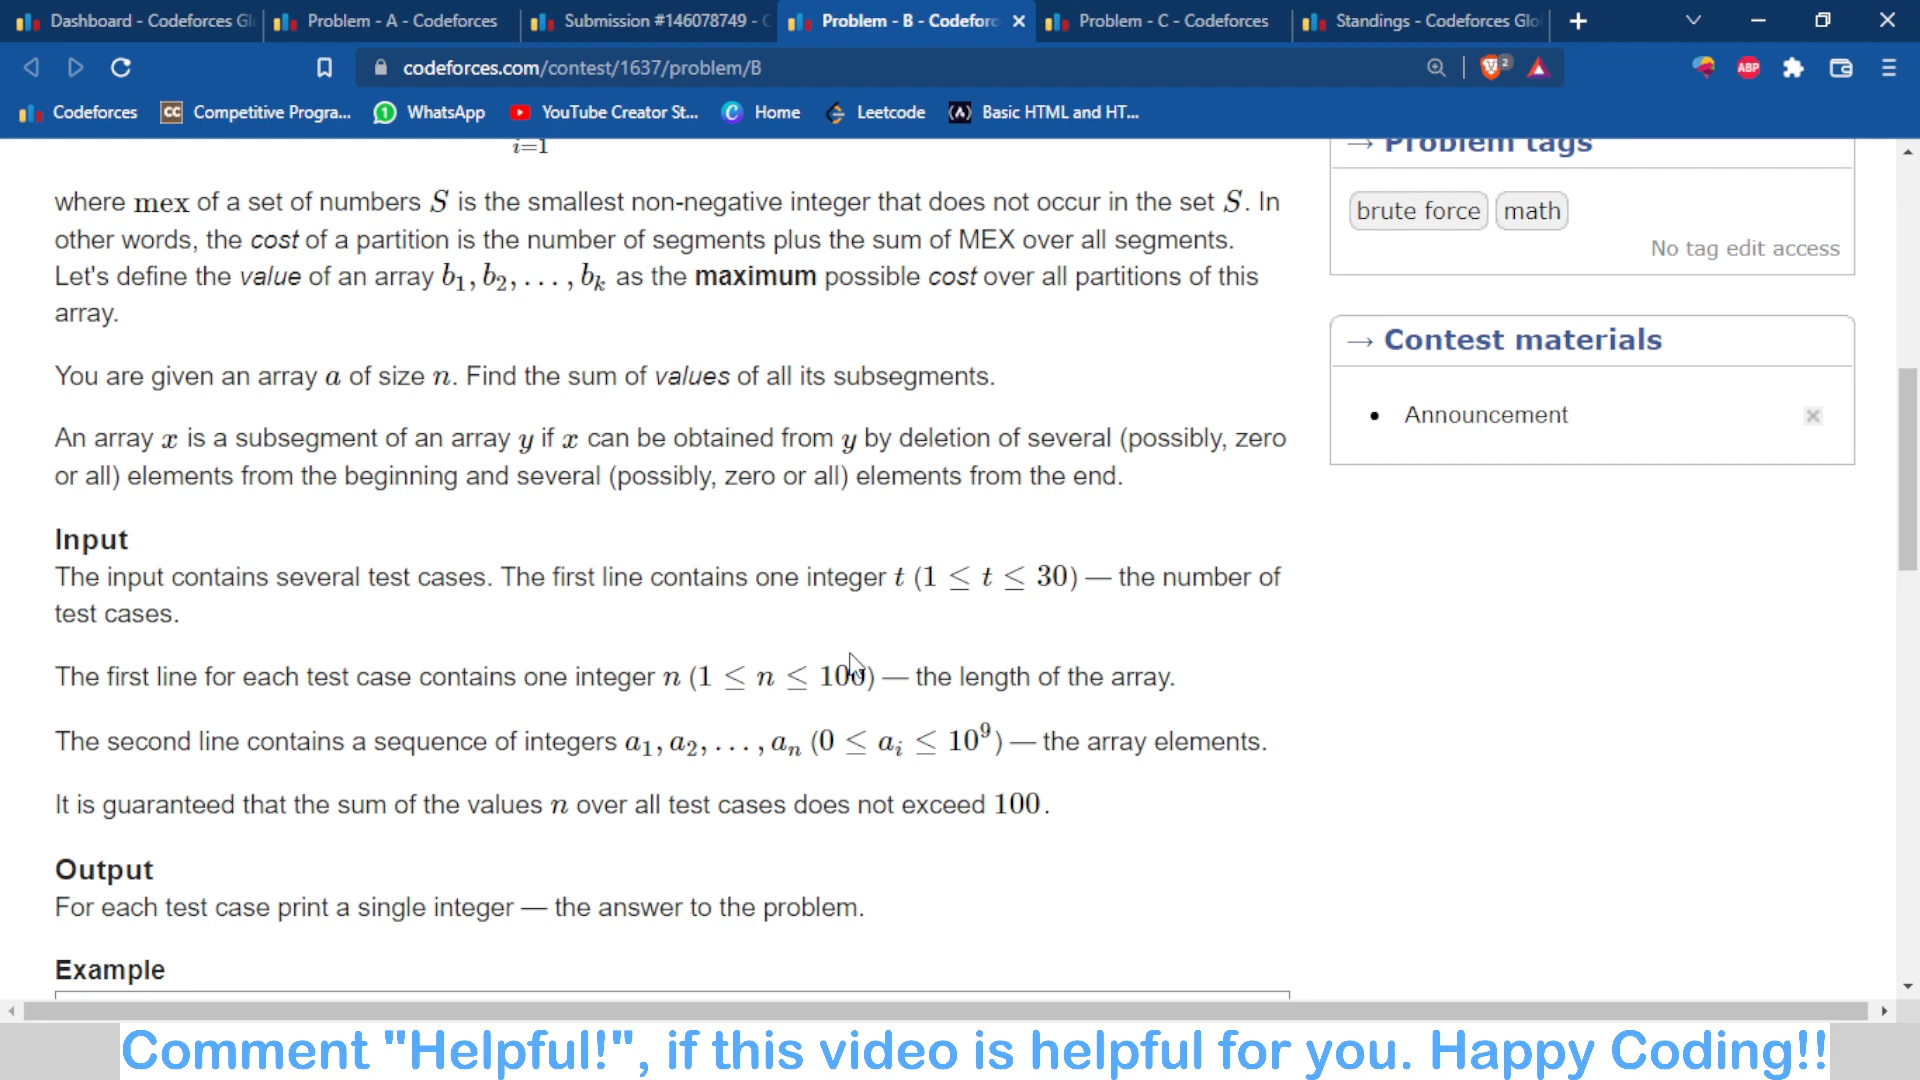 Dashboard - Codeforces Gl
Problem - A - Codeforces
Submission #146078749 - C
Problem - B - Codeforc
Problem - C - Codeforces
Standings - Codeforces Glo
codeforces.com/contest/1637/problem/B
2
ABP
Codeforces
CC Competitive Progra...
1 WhatsApp
YouTube Creator St...
C Home
Leetcode
(A) Basic HTML and HT...
i=1
where mex of a set of numbers S is the smallest non-negative integer that does not occur in the set S. In
other words, the cost of a partition is the number of segments plus the sum of MEX over all segments.
Let's define the value of an array b₁, b₂, . . . , bₖ as the maximum possible cost over all partitions of this
array.
You are given an array a of size n. Find the sum of values of all its subsegments.
An array x is a subsegment of an array y if x can be obtained from y by deletion of several (possibly, zero
or all) elements from the beginning and several (possibly, zero or all) elements from the end.
Input
The input contains several test cases. The first line contains one integer t (1 ≤ t ≤ 30) — the number of
test cases.
The first line for each test case contains one integer n (1 ≤ n ≤ 100) — the length of the array.
The second line contains a sequence of integers a₁, a₂, . . . , aₙ (0 ≤ aᵢ ≤ 10⁹) — the array elements.
It is guaranteed that the sum of the values n over all test cases does not exceed 100.
Output
For each test case print a single integer — the answer to the problem.
Example
→ Problem tags
brute force math
No tag edit access
→ Contest materials
• Announcement
Comment "Helpful!", if this video is helpful for you. Happy Coding!!